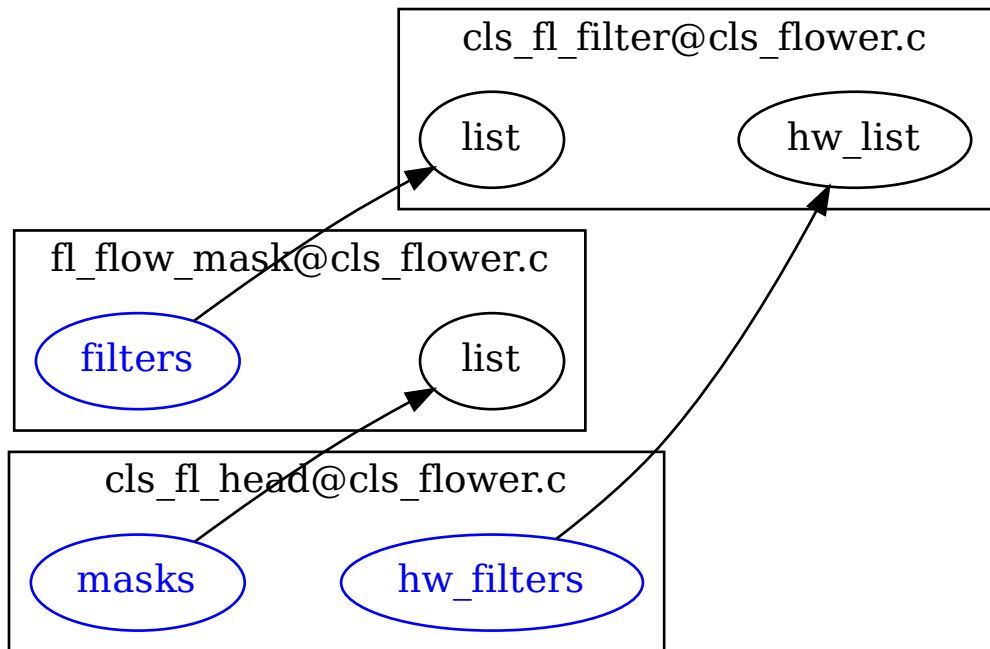 cls_fl_filter@cls_flower.c
list
hw_list
fl_flow_mask@cls_flower.c
filters
list
cls_fl_head@cls_flower.c
masks
hw_filters